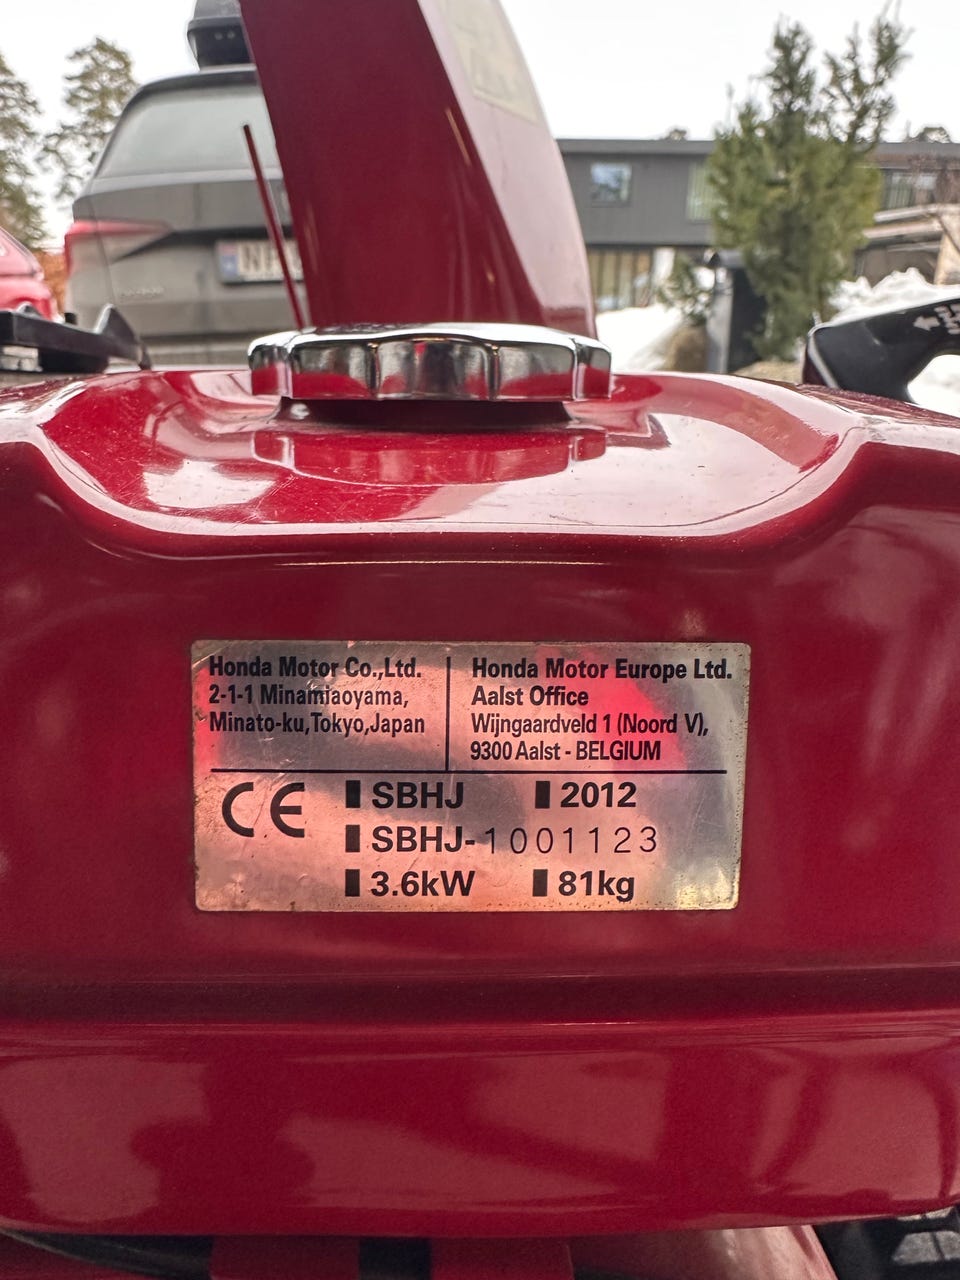 Honda Motor Co.,Ltd.
2-1-1 Minamiaoyama,
Minato-ku,Tokyo,Japan
Honda Motor Europe Ltd.
Aalst Office
Wijngaardveld 1 (Noord V),
9300 Aalst - BELGIUM
CE
SBHJ 2012
SBHJ-1001123
3.6kW 81kg